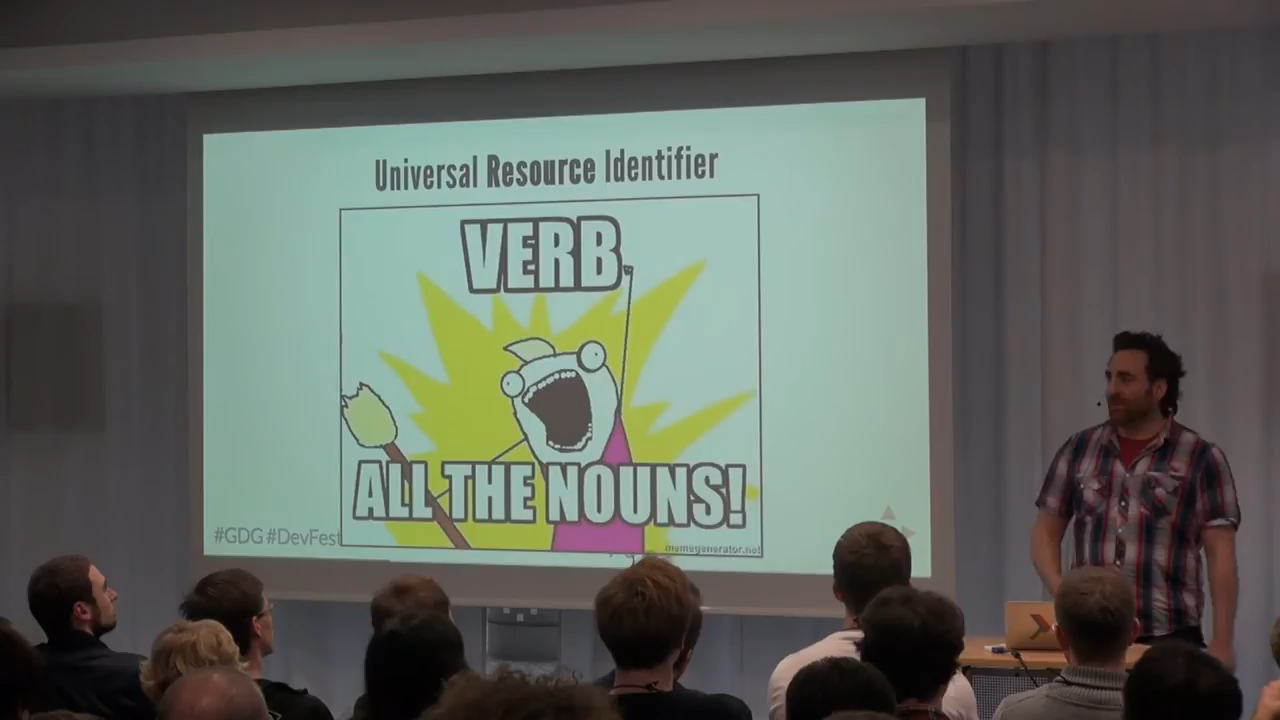 Universal Resource Identifier
VERB
ALL THE NOUNS!
#GDG #DevFest
memegenerator.net